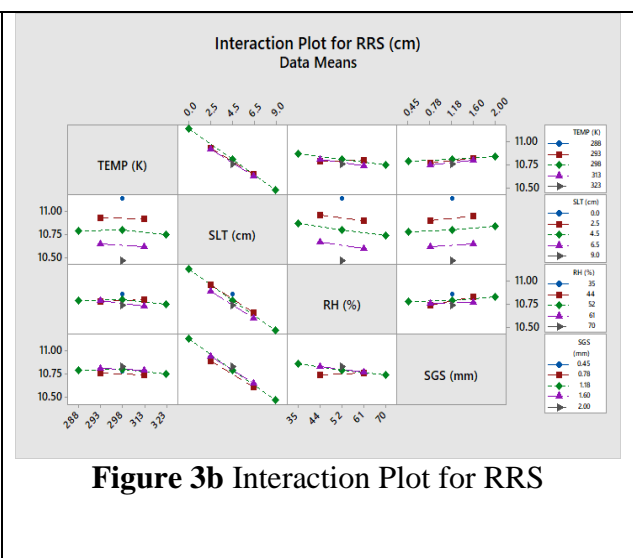 Interaction Plot for RRS (cm)
Data Means
0.0 2.5 4.5 6.5 9.0 0.45 0.78 1.18 1.60 2.00
TEMP (K)
11.00
10.75
10.50
TEMP (K)
288
293
298
313
323
11.00
10.75
10.50
SLT (cm)
SLT (cm)
0.0
2.5
4.5
6.5
9.0
RH (%)
11.00
10.75
10.50
RH (%)
35
44
52
61
70
11.00
10.75
10.50
SGS (mm)
SGS
(mm)
0.45
0.78
1.18
1.60
2.00
288 293 298 313 323 35 44 52 61 70
Figure 3b Interaction Plot for RRS